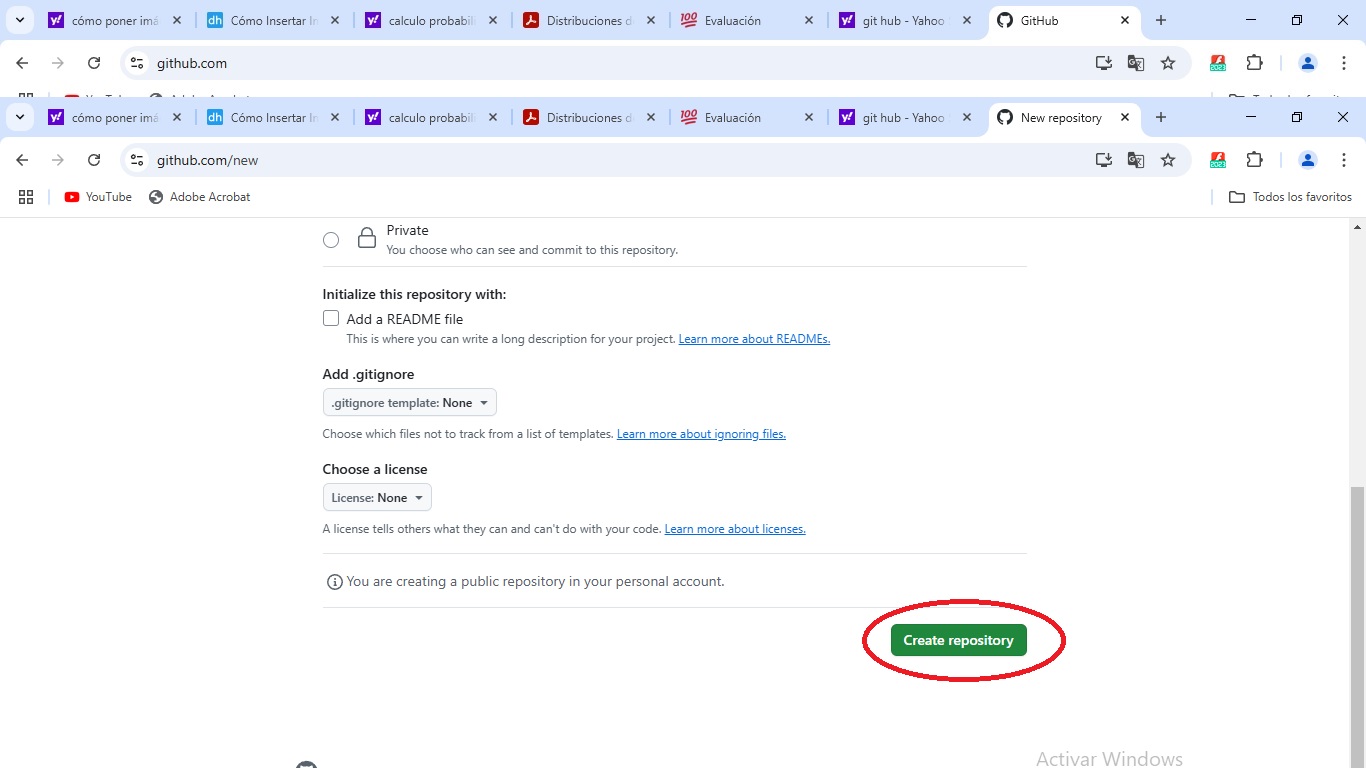 cómo poner imá
Cómo Insertar In
calculo probabili
Distribuciones d
Evaluación
git hub - Yahoo
GitHub
github.com
cómo poner imá
Cómo Insertar In
calculo probabili
Distribuciones d
Evaluación
git hub - Yahoo
New repository
github.com/new
YouTube
Adobe Acrobat
Todos los favoritos
Private
You choose who can see and commit to this repository.
Initialize this repository with:
Add a README file
This is where you can write a long description for your project. Learn more about READMEs.
Add .gitignore
.gitignore template: None
Choose which files not to track from a list of templates. Learn more about ignoring files.
Choose a license
License: None
A license tells others what they can and can't do with your code. Learn more about licenses.
You are creating a public repository in your personal account.
Create repository
Activar Windows